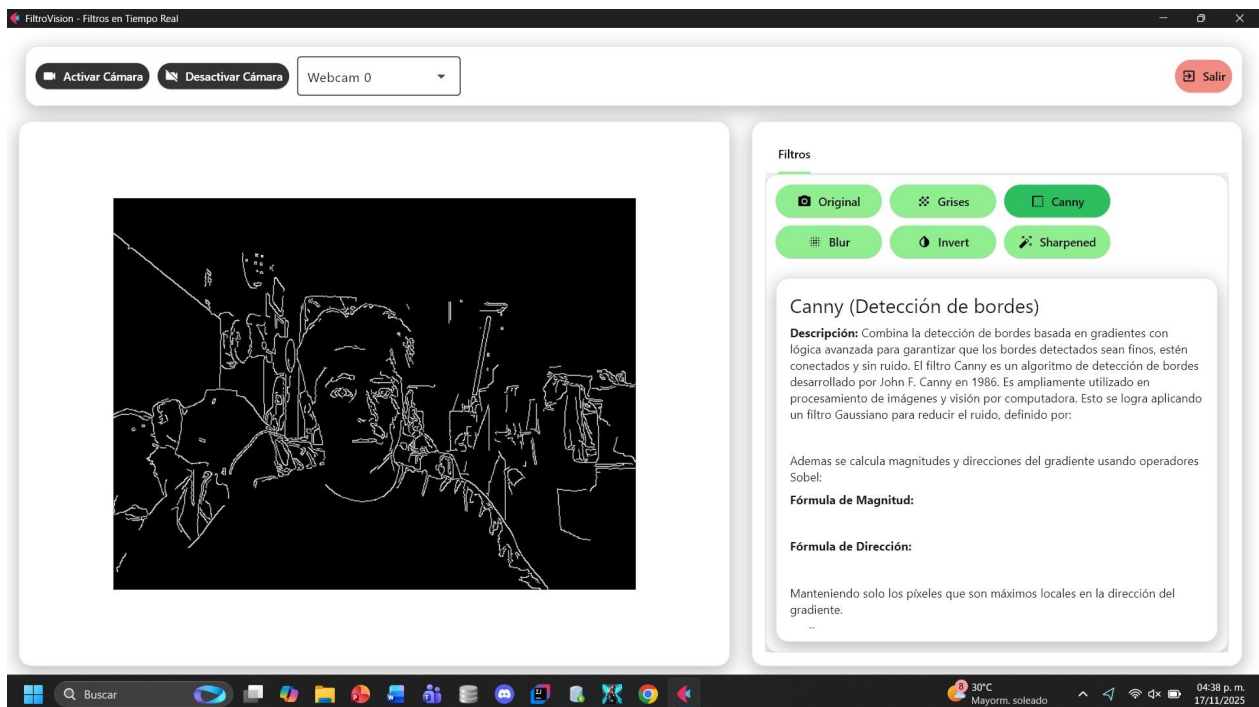 FiltroVision - Filtros en Tiempo Real
Activar Cámara
Desactivar Cámara
Webcam 0
Salir
Filtros
Original
Grises
Canny
Blur
Invert
Sharpened
Canny (Detección de bordes)
Descripción: Combina la detección de bordes basada en gradientes con
lógica avanzada para garantizar que los bordes detectados sean finos, estén
conectados y sin ruido. El filtro Canny es un algoritmo de detección de bordes
desarrollado por John F. Canny en 1986. Es ampliamente utilizado en
procesamiento de imágenes y visión por computadora. Esto se logra aplicando
un filtro Gaussiano para reducir el ruido, definido por:
Ademas se calcula magnitudes y direcciones del gradiente usando operadores
Sobel:
Fórmula de Magnitud:
Fórmula de Dirección:
Manteniendo solo los píxeles que son máximos locales en la dirección del
gradiente.
Buscar
8
30°C
Mayorm. soleado
04:38 p. m.
17/11/2025